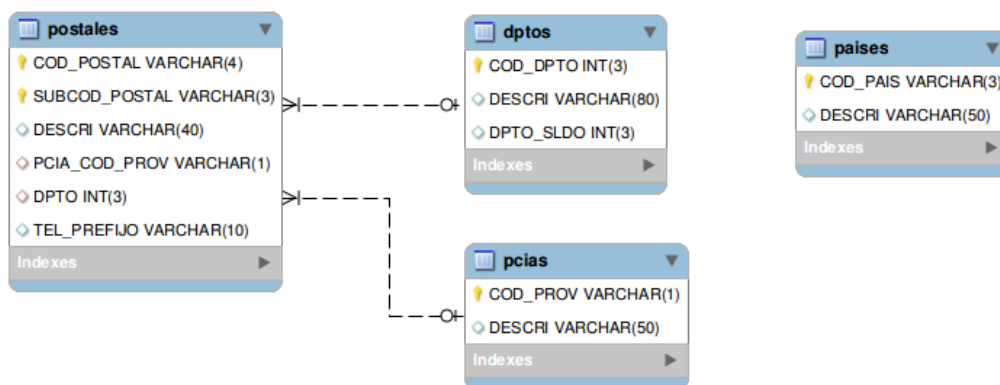 postales
COD_POSTAL VARCHAR(4)
SUBCOD_POSTAL VARCHAR(3)
DESCRI VARCHAR(40)
PCIA_COD_PROV VARCHAR(1)
DPTO INT(3)
TEL_PREFIJO VARCHAR(10)
Indexes
dptos
COD_DPTO INT(3)
DESCRI VARCHAR(80)
DPTO_SLDO INT(3)
Indexes
pcias
COD_PROV VARCHAR(1)
DESCRI VARCHAR(50)
Indexes
paises
COD_PAIS VARCHAR(3)
DESCRI VARCHAR(50)
Indexes